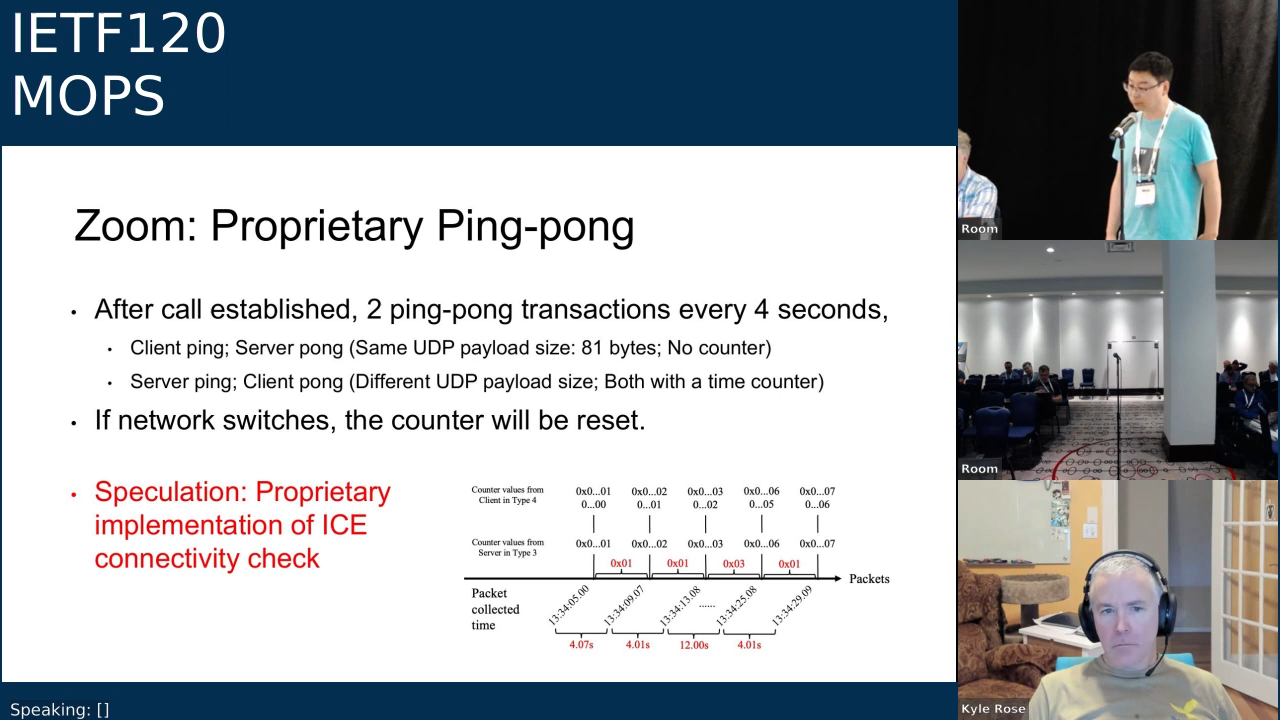 IETF120
MOPS
Zoom: Proprietary Ping-pong
• After call established, 2 ping-pong transactions every 4 seconds,
• Client ping; Server pong (Same UDP payload size: 81 bytes; No counter)
• Server ping; Client pong (Different UDP payload size; Both with a time counter)
• If network switches, the counter will be reset.
• Speculation: Proprietary
implementation of ICE
connectivity check
Counter values from
Client in Type 4
0x0...01 0x0...02 0x0...03 0x0...06 0x0...07
0...00 0...01 0...02 0...05 0...06
Counter values from
Server in Type 3
0x0...01 0x0...02 0x0...03 0x0...06 0x0...07
0x01 0x01 0x03 0x01
Packets
Packet
collected
time
13:34:05.00 13:34:09.07 13:34:13.08 ...... 13:34:25.08 13:34:29.09
4.07s 4.01s 12.00s 4.01s
Speaking: []
Room
Room
Kyle Rose